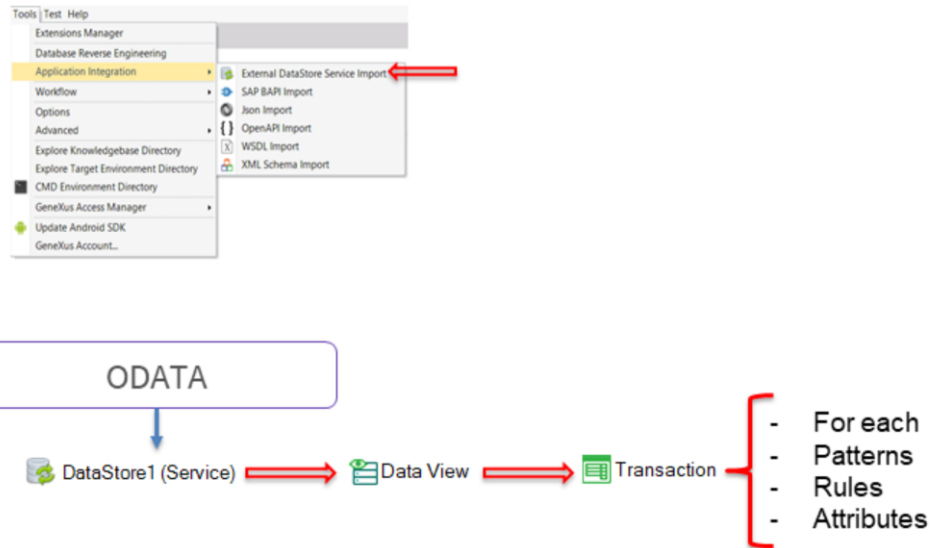 Tools Test Help
Extensions Manager
Database Reverse Engineering
Application Integration
Workflow
Options
Advanced
Explore Knowledgebase Directory
Explore Target Environment Directory
CMD Environment Directory
GeneXus Access Manager
Update Android SDK
GeneXus Account...
External DataStore Service Import
SAP BAPI Import
Json Import
OpenAPI Import
WSDL Import
XML Schema Import
ODATA
DataStore1 (Service)
Data View
Transaction
- For each
- Patterns
- Rules
- Attributes